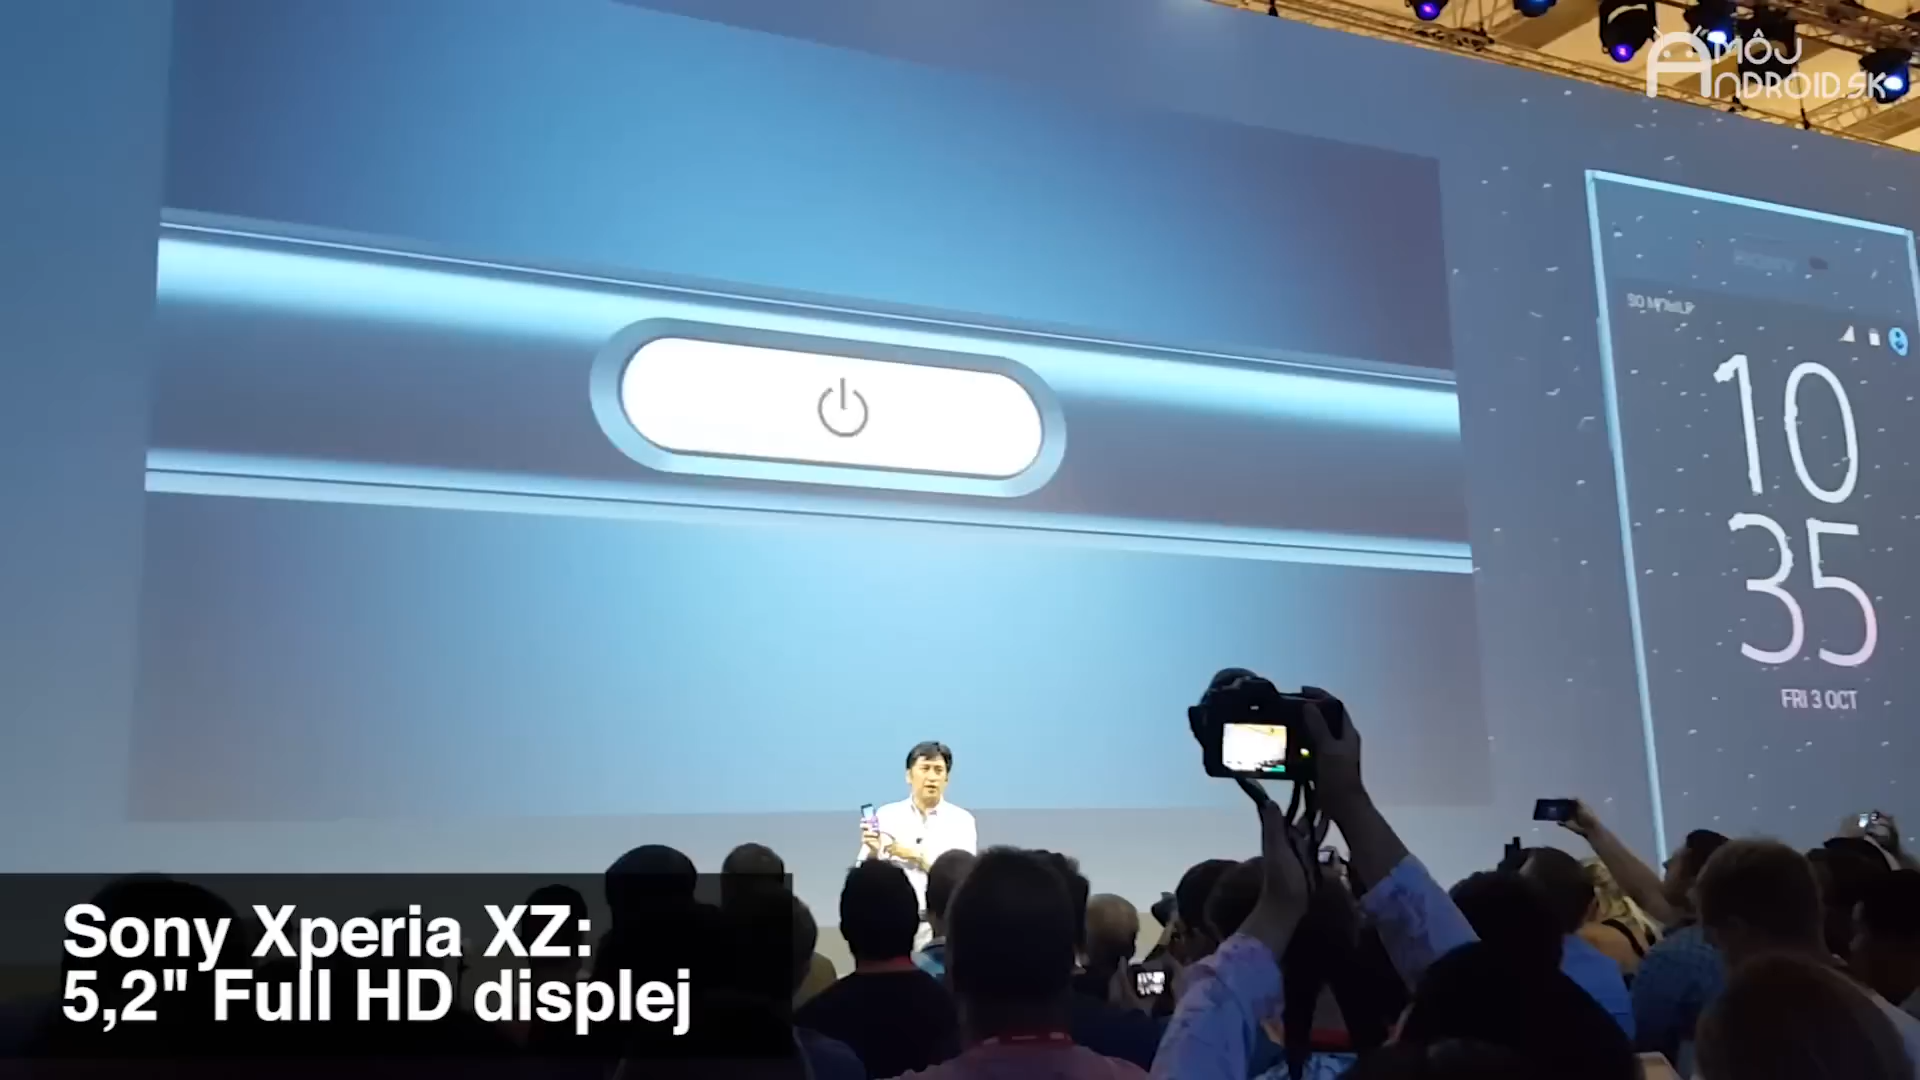 MÔJ
ANDROID.SK
10
35
FRI 3 OCT
Sony Xperia XZ:
5,2" Full HD displej